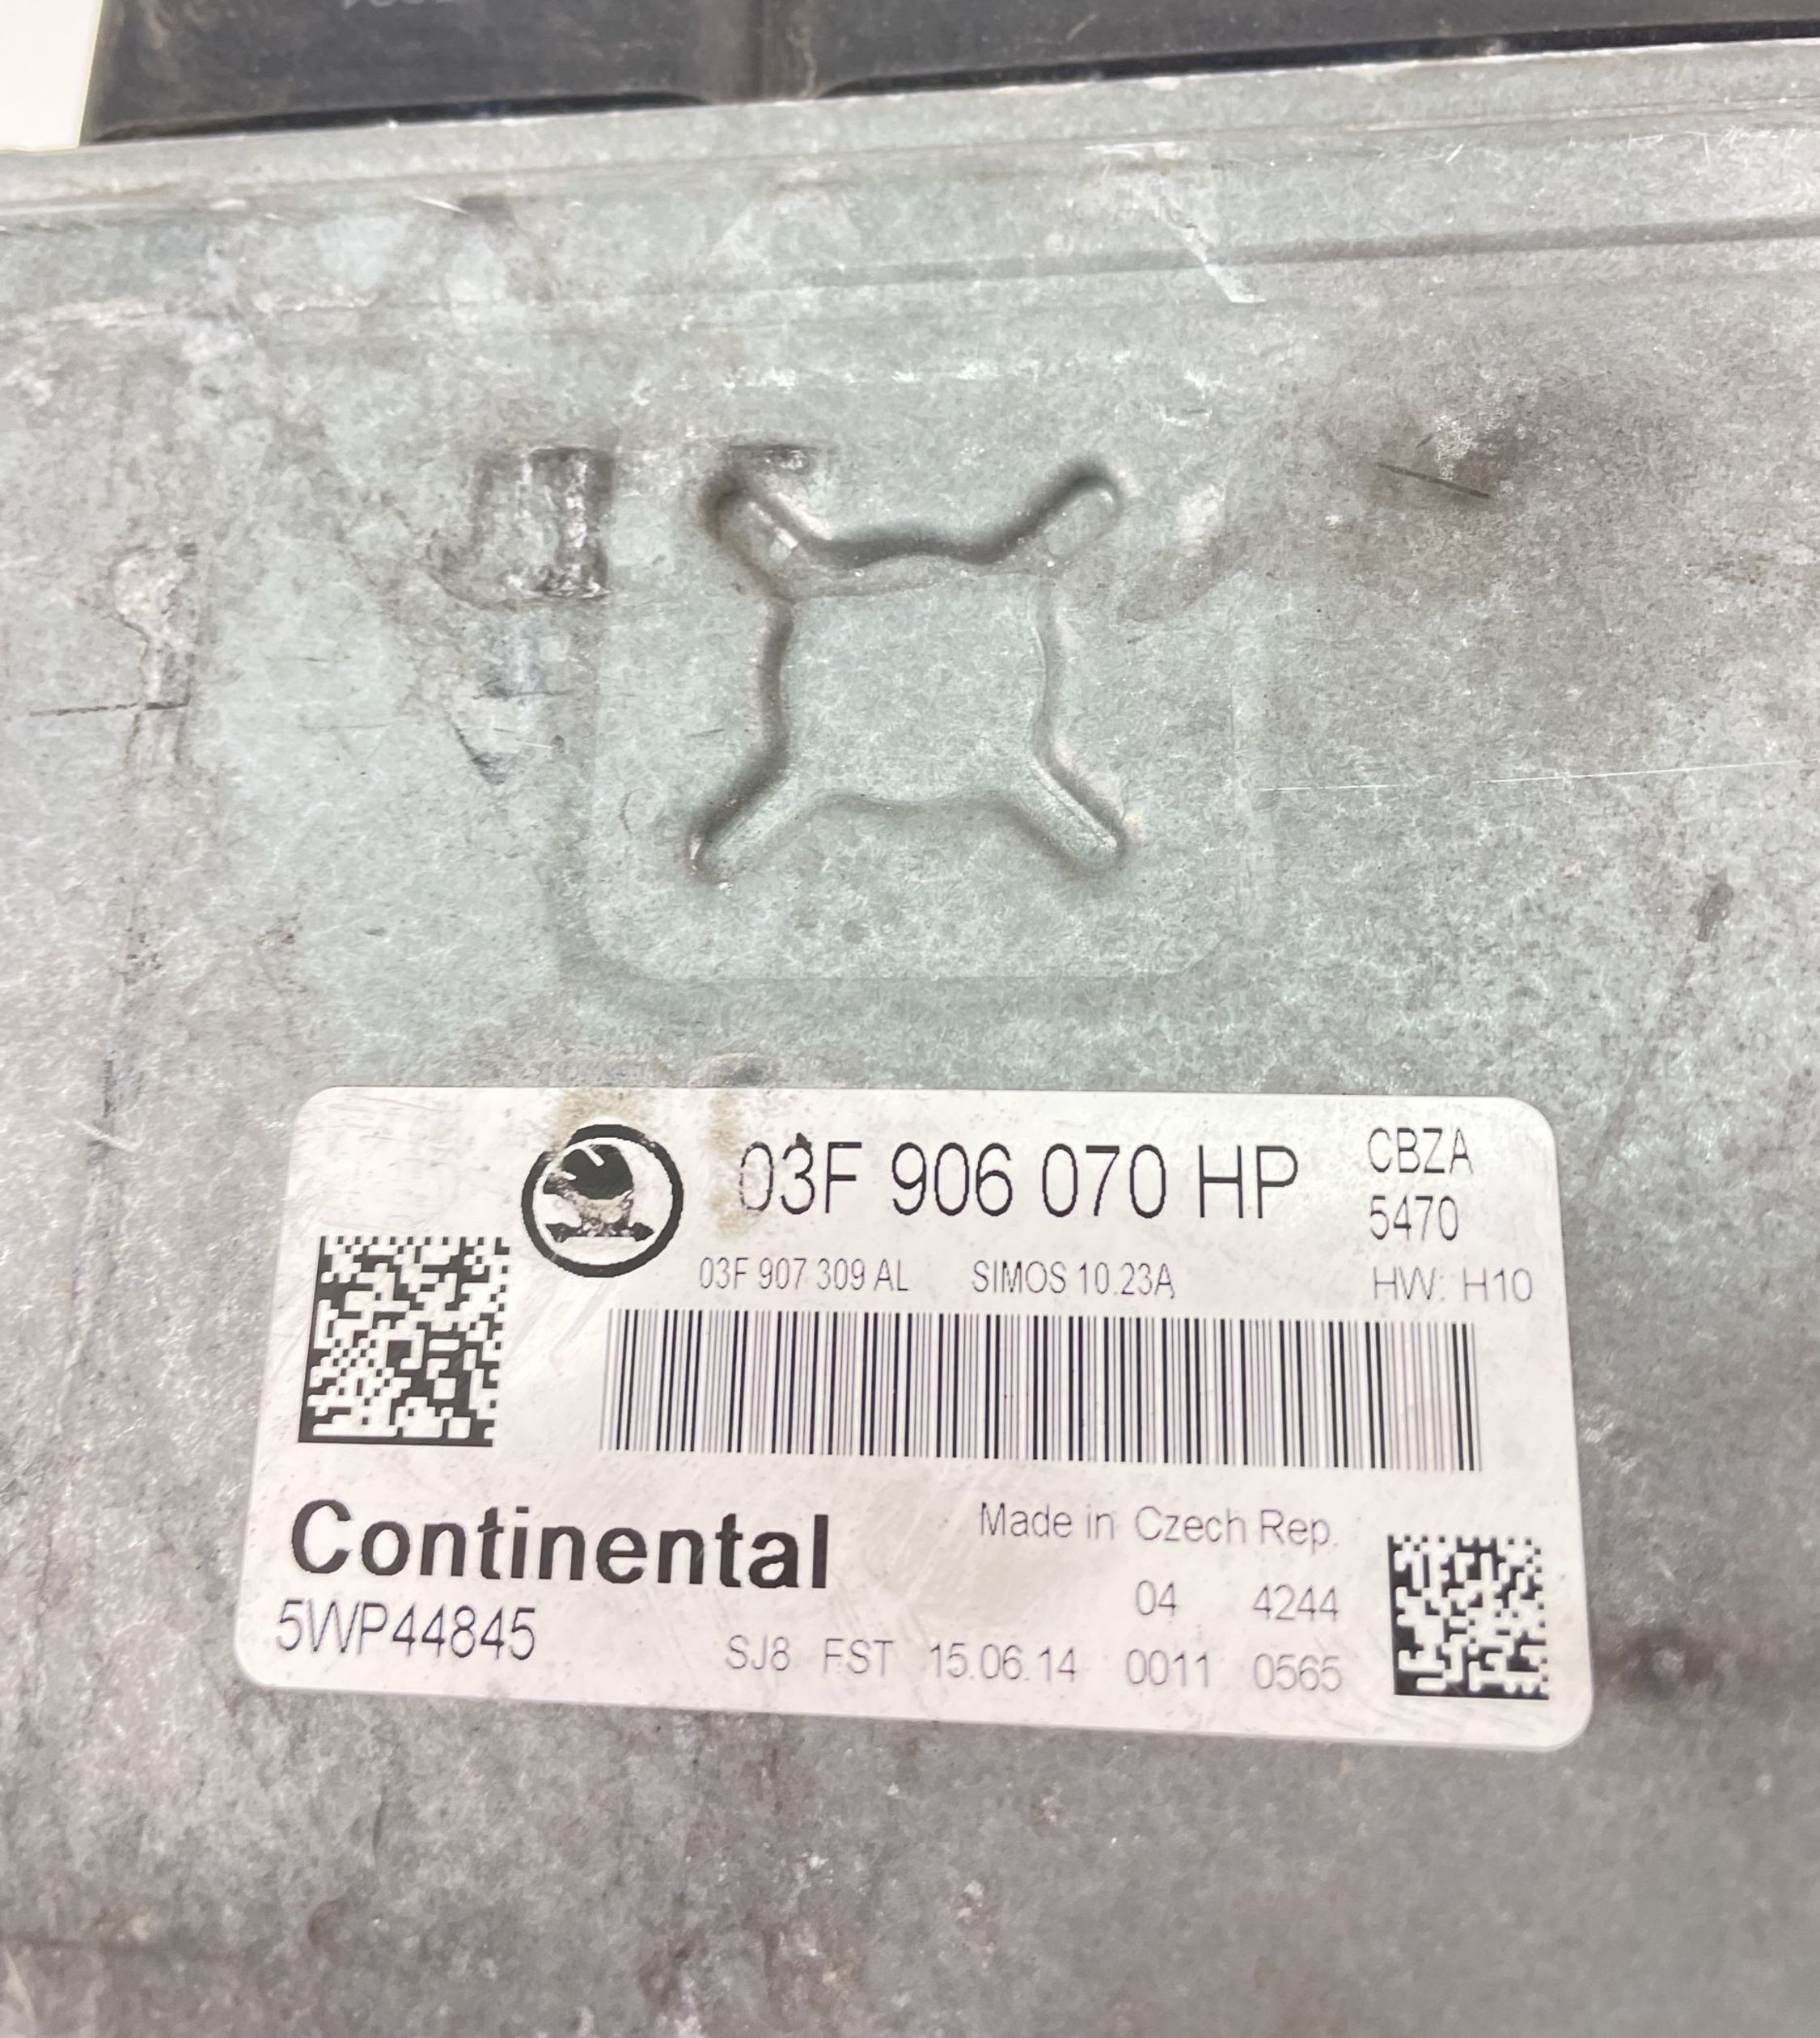 03F 906 070 HP
CBZA
5470
03F 907 309 AL SIMOS 10.23A HW: H10
Continental
Made in Czech Rep.
5WP44845
04 4244
SJ8 FST 15.06.14 0011 0565